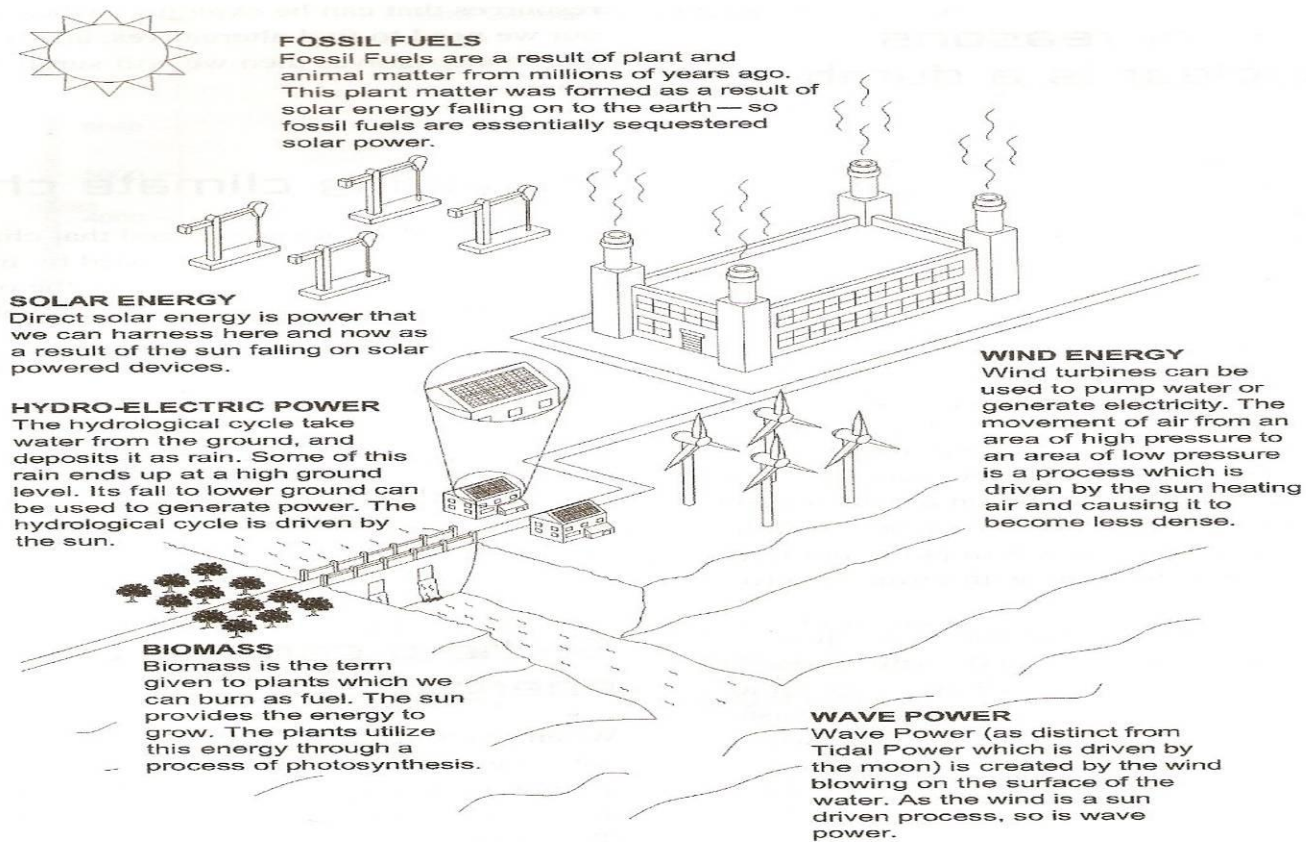 FOSSIL FUELS
Fossil Fuels are a result of plant and
animal matter from millions of years ago.
This plant matter was formed as a result of
solar energy falling on to the earth — so
fossil fuels are essentially sequestered
solar power.
SOLAR ENERGY
Direct solar energy is power that
we can harness here and now as
a result of the sun falling on solar
powered devices.
HYDRO-ELECTRIC POWER
The hydrological cycle take
water from the ground, and
deposits it as rain. Some of this
rain ends up at a high ground
level. Its fall to lower ground can
be used to generate power. The
hydrological cycle is driven by
the sun.
WIND ENERGY
Wind turbines can be
used to pump water or
generate electricity. The
movement of air from an
area of high pressure to
an area of low pressure
is a process which is
driven by the sun heating
air and causing it to
become less dense.
BIOMASS
Biomass is the term
given to plants which we
can burn as fuel. The sun
provides the energy to
grow. The plants utilize
this energy through a
process of photosynthesis.
WAVE POWER
Wave Power (as distinct from
Tidal Power which is driven by
the moon) is created by the wind
blowing on the surface of the
water. As the wind is a sun
driven process, so is wave
power.